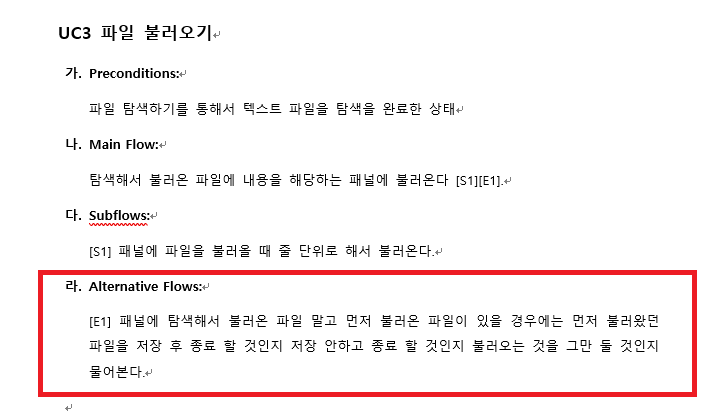 UC3 파일 불러오기
가. Preconditions:
파일 탐색하기를 통해서 텍스트 파일을 탐색을 완료한 상태
나. Main Flow:
탐색해서 불러온 파일에 내용을 해당하는 패널에 불러온다 [S1][E1].
다. Subflows:
[S1] 패널에 파일을 불러올 때 줄 단위로 해서 불러온다.
라. Alternative Flows:
[E1] 패널에 탐색해서 불러온 파일 말고 먼저 불러온 파일이 있을 경우에는 먼저 불러왔던
파일을 저장 후 종료 할 것인지 저장 안하고 종료 할 것인지 불러오는 것을 그만 둘 것인지
물어본다.